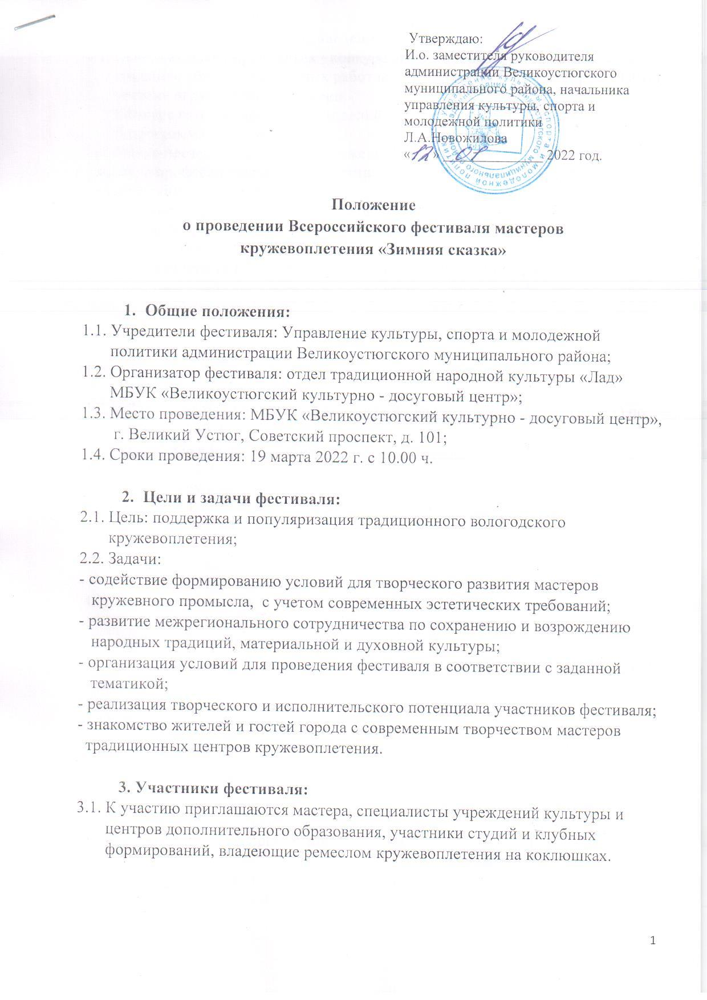 Утверждаю:
И.о. заместителя руководителя
администрации Великоустюгского
муниципального района, начальника
управления культуры, спорта и
молодежной политики
Л.А.Новожилова
«12» 01 2022 год.
Положение
о проведении Всероссийского фестиваля мастеров
кружевоплетения «Зимняя сказка»
1. Общие положения:
1.1. Учредители фестиваля: Управление культуры, спорта и молодежной
политики администрации Великоустюгского муниципального района;
1.2. Организатор фестиваля: отдел традиционной народной культуры «Лад»
МБУК «Великоустюгский культурно - досуговый центр»;
1.3. Место проведения: МБУК «Великоустюгский культурно - досуговый центр»,
г. Великий Устюг, Советский проспект, д. 101;
1.4. Сроки проведения: 19 марта 2022 г. с 10.00 ч.
2. Цели и задачи фестиваля:
2.1. Цель: поддержка и популяризация традиционного вологодского
кружевоплетения;
2.2. Задачи:
- содействие формированию условий для творческого развития мастеров
кружевного промысла, с учетом современных эстетических требований;
- развитие межрегионального сотрудничества по сохранению и возрождению
народных традиций, материальной и духовной культуры;
- организация условий для проведения фестиваля в соответствии с заданной
тематикой;
- реализация творческого и исполнительского потенциала участников фестиваля;
- знакомство жителей и гостей города с современным творчеством мастеров
традиционных центров кружевоплетения.
3. Участники фестиваля:
3.1. К участию приглашаются мастера, специалисты учреждений культуры и
центров дополнительного образования, участники студий и клубных
формирований, владеющие ремеслом кружевоплетения на коклюшках.
1